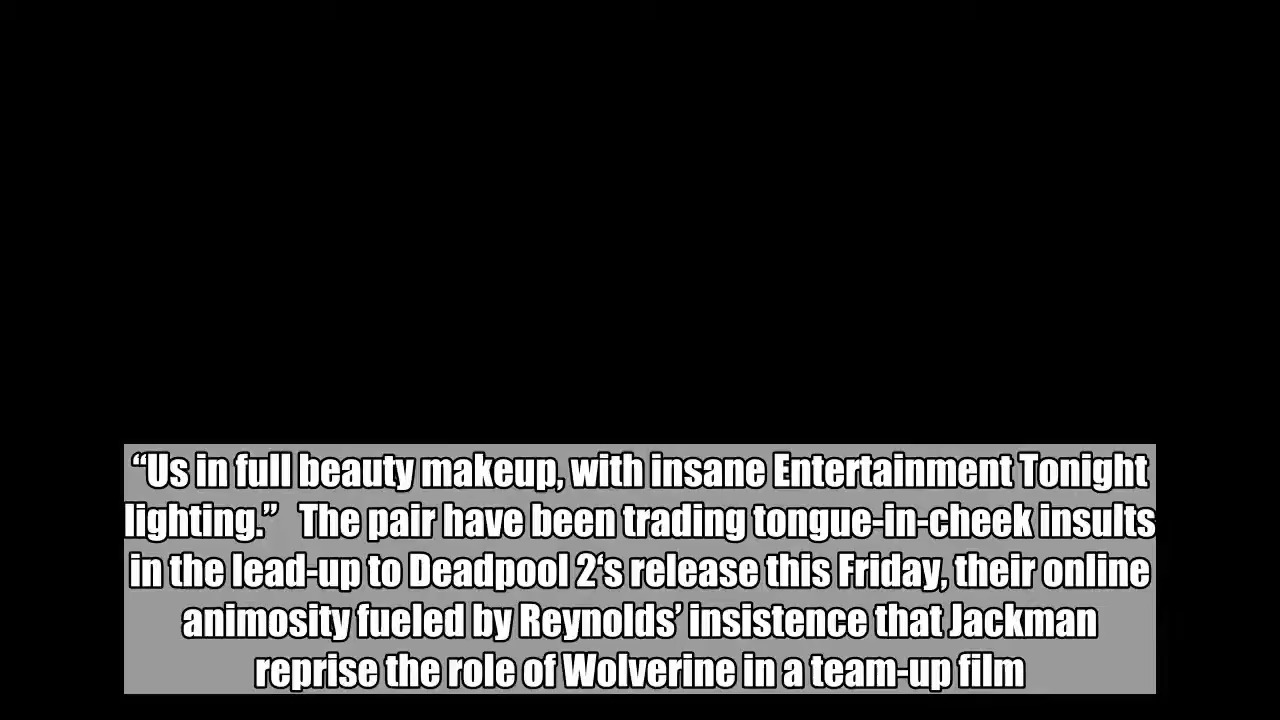 “Us in full beauty makeup, with insane Entertainment Tonight
lighting.”   The pair have been trading tongue-in-cheek insults
in the lead-up to Deadpool 2‘s release this Friday, their online
animosity fueled by Reynolds’ insistence that Jackman
reprise the role of Wolverine in a team-up film